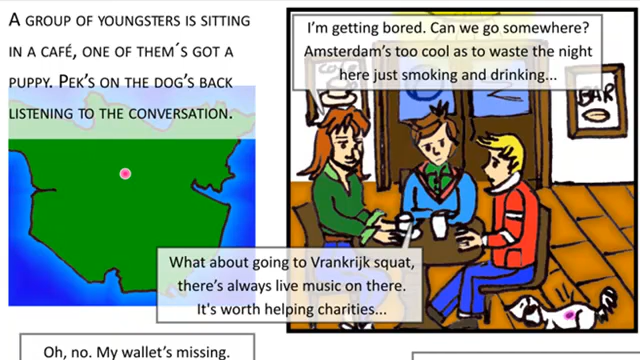 A GROUP OF YOUNGSTERS IS SITTING
IN A CAFÉ, ONE OF THEM´S GOT A
PUPPY. PEK’S ON THE DOG’S BACK
LISTENING TO THE CONVERSATION.
I’m getting bored. Can we go somewhere?
Amsterdam’s too cool as to waste the night
here just smoking and drinking...
BAR
What about going to Vrankrijk squat,
there’s always live music on there.
It's worth helping charities...
Oh, no. My wallet’s missing.